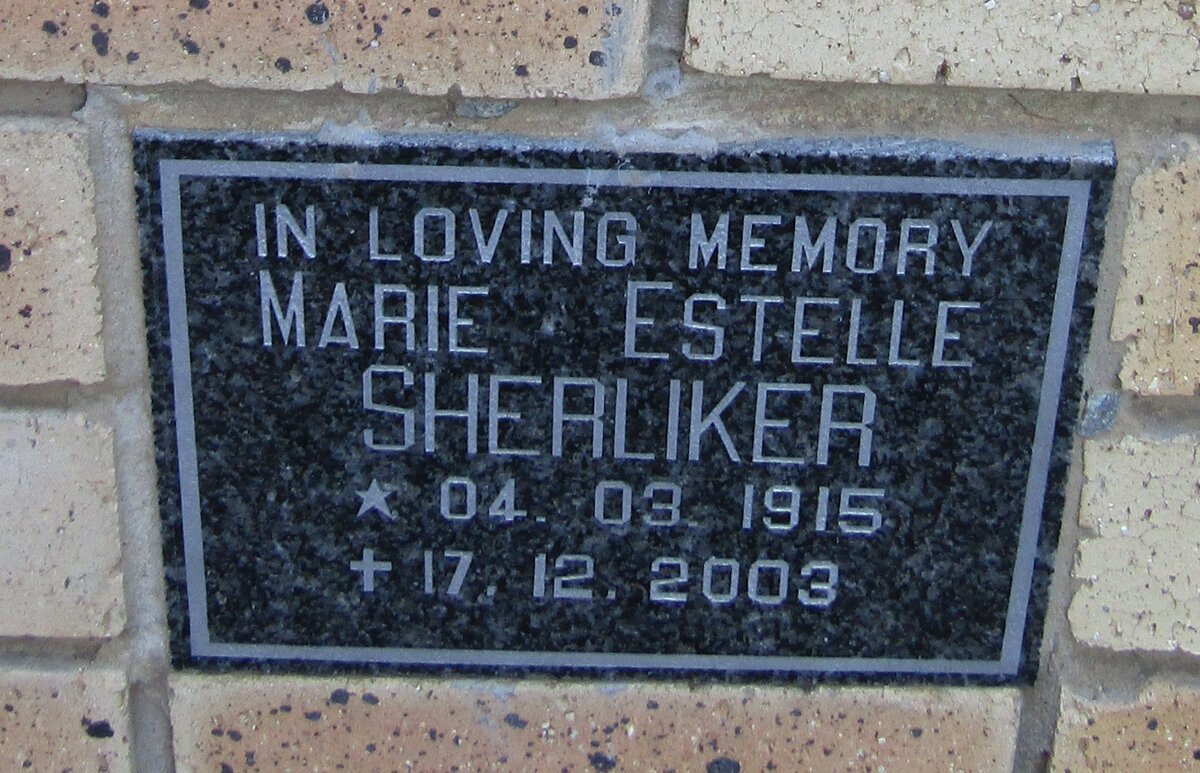 IN LOVING MEMORY
MARIE ESTELLE
SHERLIKER
★ 04. 03. 1915
✝ 17. 12. 2003